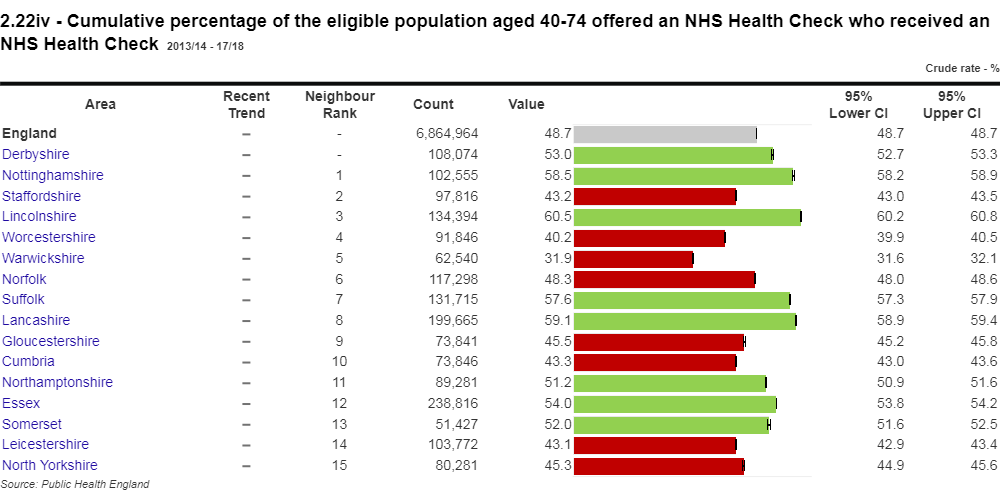 2.22iv - Cumulative percentage of the eligible population aged 40-74 offered an NHS Health Check who received an
NHS Health Check 2013/14 - 17/18
Crude rate - %
Area Recent Trend Neighbour Rank Count Value 95% Lower CI 95% Upper CI
England – - 6,864,964 48.7 48.7 48.7
Derbyshire – - 108,074 53.0 52.7 53.3
Nottinghamshire – 1 102,555 58.5 58.2 58.9
Staffordshire – 2 97,816 43.2 43.0 43.5
Lincolnshire – 3 134,394 60.5 60.2 60.8
Worcestershire – 4 91,846 40.2 39.9 40.5
Warwickshire – 5 62,540 31.9 31.6 32.1
Norfolk – 6 117,298 48.3 48.0 48.6
Suffolk – 7 131,715 57.6 57.3 57.9
Lancashire – 8 199,665 59.1 58.9 59.4
Gloucestershire – 9 73,841 45.5 45.2 45.8
Cumbria – 10 73,846 43.3 43.0 43.6
Northamptonshire – 11 89,281 51.2 50.9 51.6
Essex – 12 238,816 54.0 53.8 54.2
Somerset – 13 51,427 52.0 51.6 52.5
Leicestershire – 14 103,772 43.1 42.9 43.4
North Yorkshire – 15 80,281 45.3 44.9 45.6
Source: Public Health England